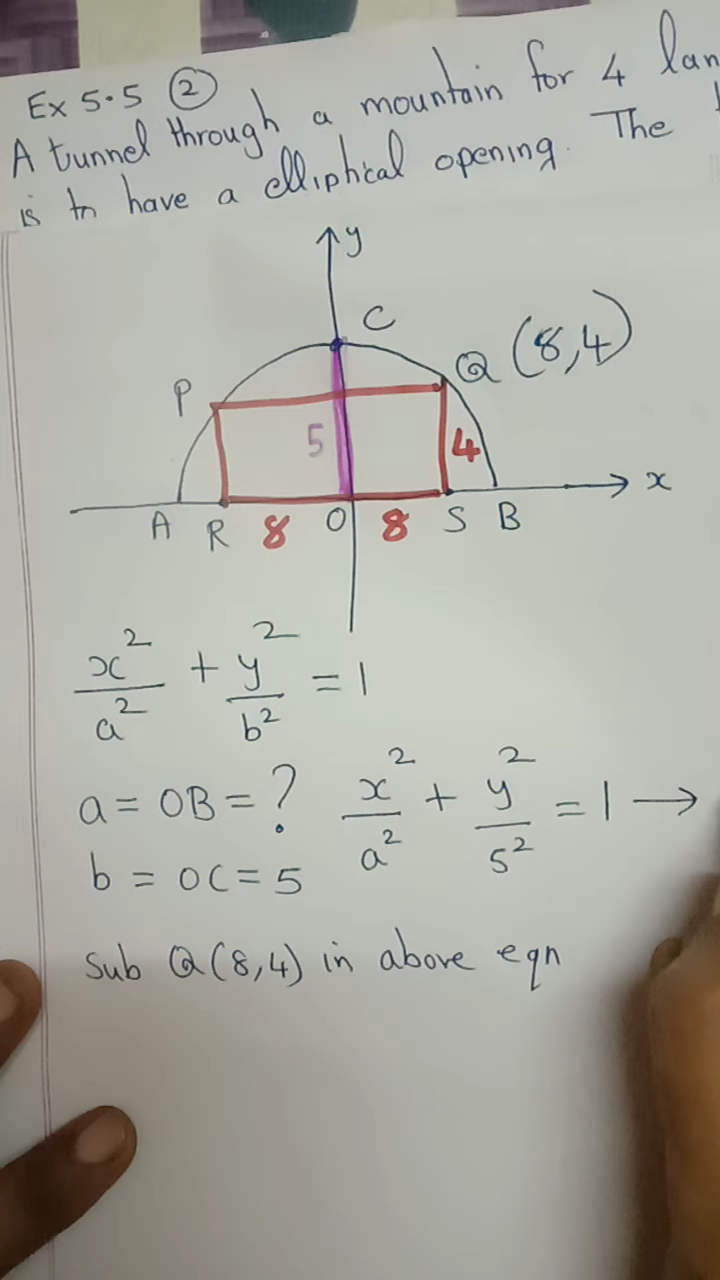 Ex 5.5 ②
A tunnel through a mountain for 4
is to have a elliptical opening. The
y
C
Q (8,4)
P
5
4
x
A R 8 O 8 S B
x²/a² + y²/b² = 1
a = OB = ? x²/a² + y²/5² = 1 →
b = OC = 5
Sub Q(8,4) in above eqn